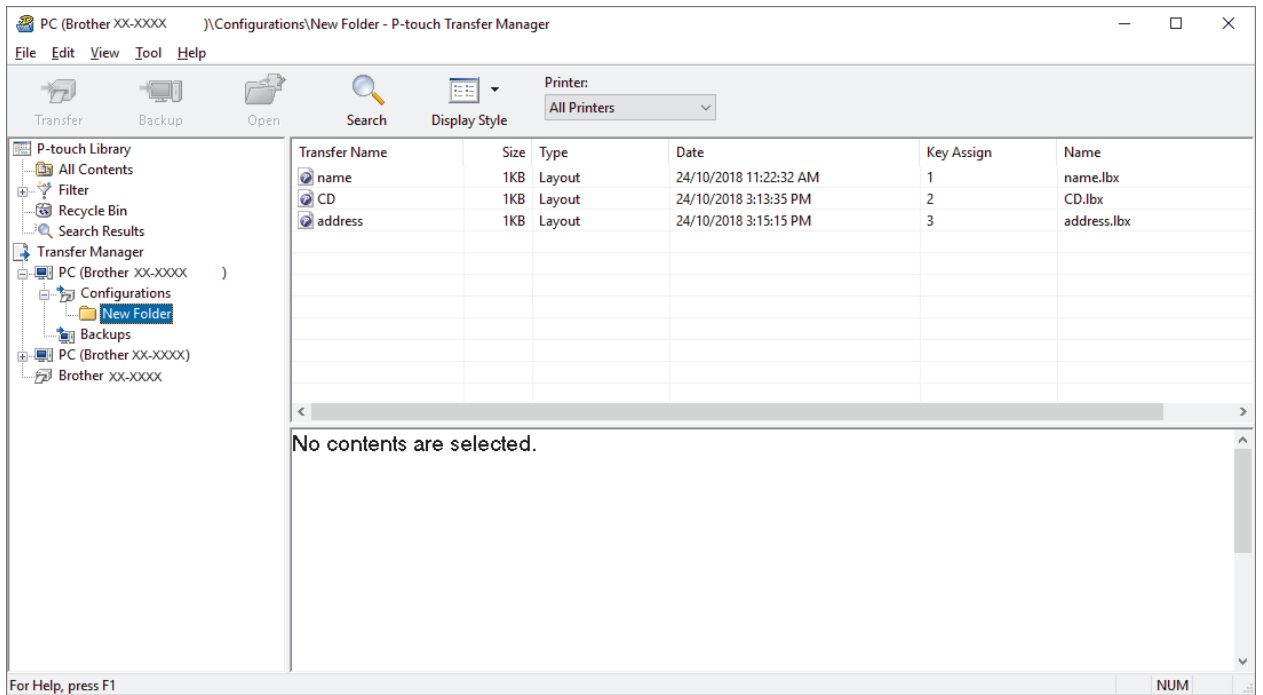 PC (Brother XX-XXXX )\Configurations\New Folder - P-touch Transfer Manager
File Edit View Tool Help
Transfer Backup Open Search Display Style
Printer:
All Printers
P-touch Library
All Contents
Filter
Recycle Bin
Search Results
Transfer Manager
PC (Brother XX-XXXX )
Configurations
New Folder
Backups
PC (Brother XX-XXXX)
Brother XX-XXXX
Transfer Name Size Type Date Key Assign Name
name 1KB Layout 24/10/2018 11:22:32 AM 1 name.lbx
CD 1KB Layout 24/10/2018 3:13:35 PM 2 CD.lbx
address 1KB Layout 24/10/2018 3:15:15 PM 3 address.lbx
No contents are selected.
For Help, press F1
NUM